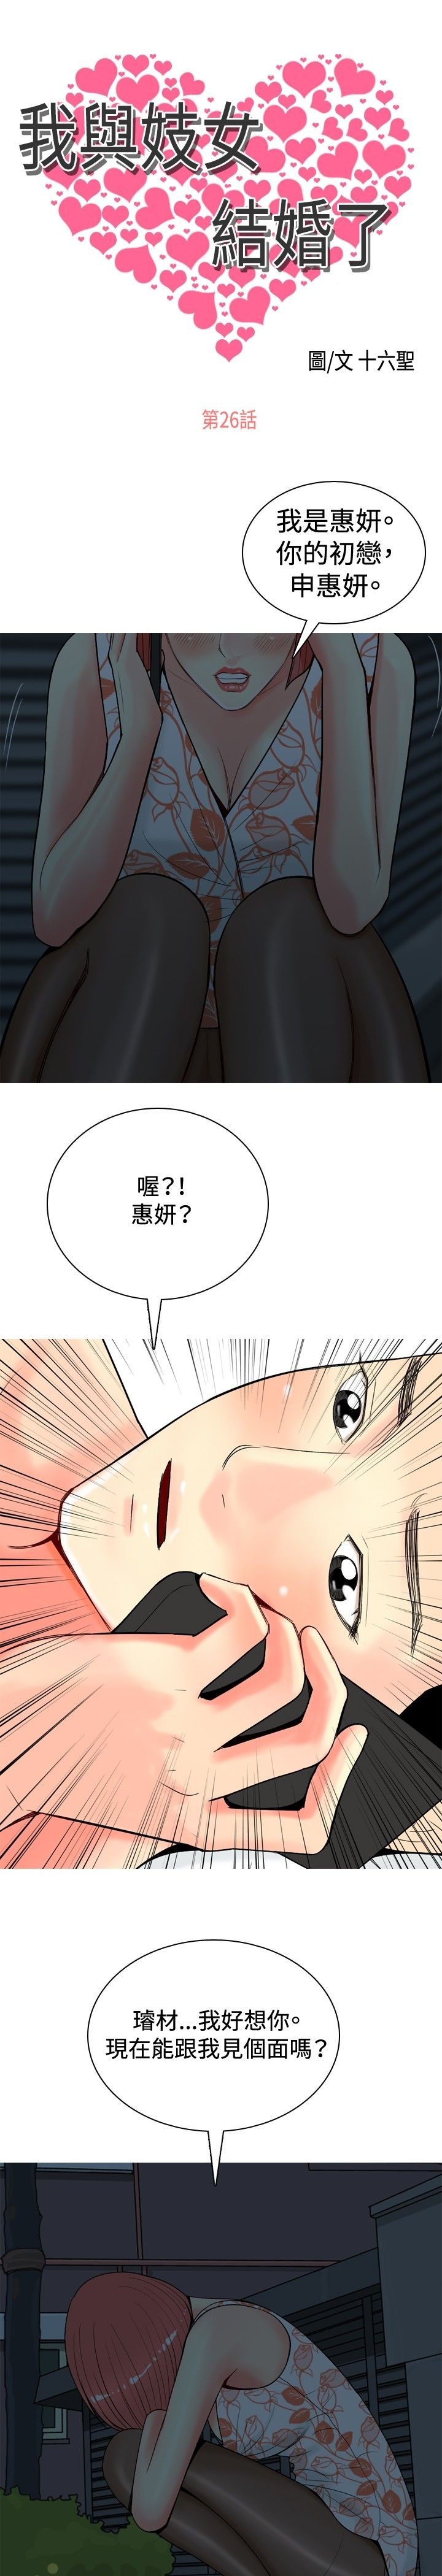 我與妓女
結婚了
圖/文 十六聖
第26話
我是惠妍。
你的初戀，
申惠妍。
喔？！
惠妍？
璿材...我好想你。
現在能跟我見個面嗎？